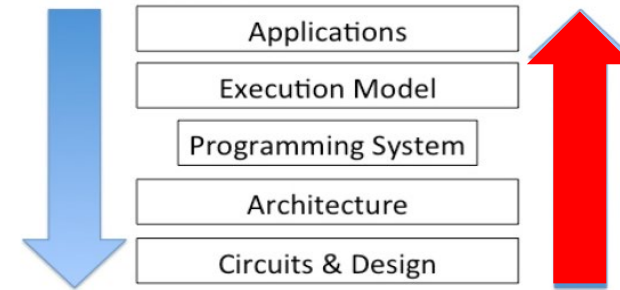 Applications
Execution Model
Programming System
Architecture
Circuits & Design